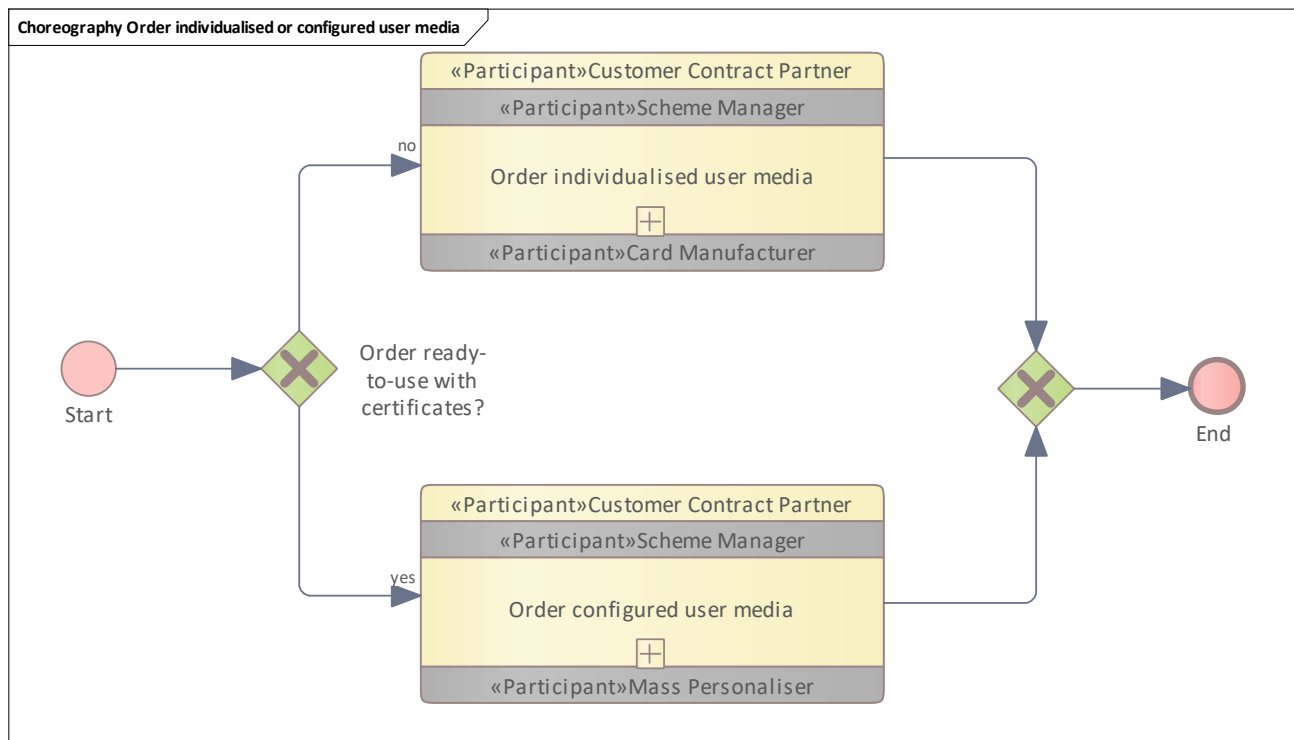 Choreography Order individualised or configured user media
«Participant»Customer Contract Partner
«Participant»Scheme Manager
no
Order individualised user media
«Participant»Card Manufacturer
Order ready-
to-use with
certificates?
Start
End
«Participant»Customer Contract Partner
«Participant»Scheme Manager
yes
Order configured user media
«Participant»Mass Personaliser